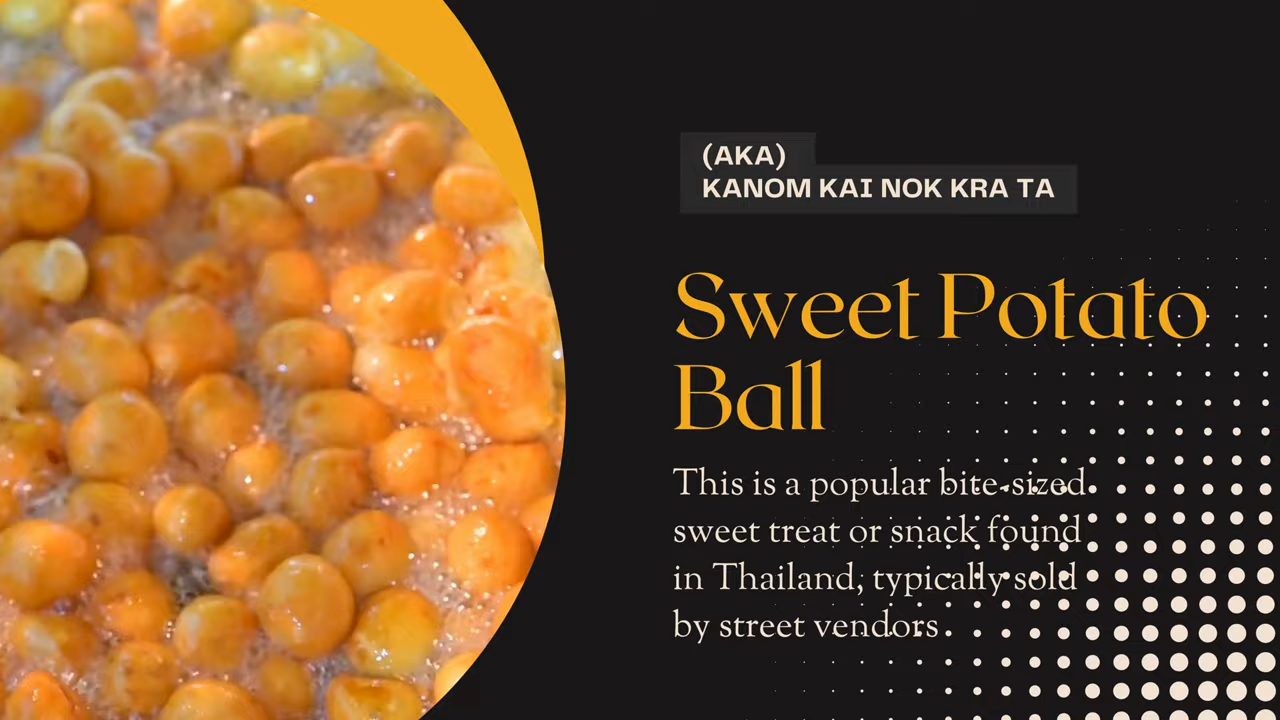 (AKA)
KANOM KAI NOK KRA TA
Sweet Potato
Ball
This is a popular bite-sized
sweet treat or snack found
in Thailand, typically sold
by street vendors.